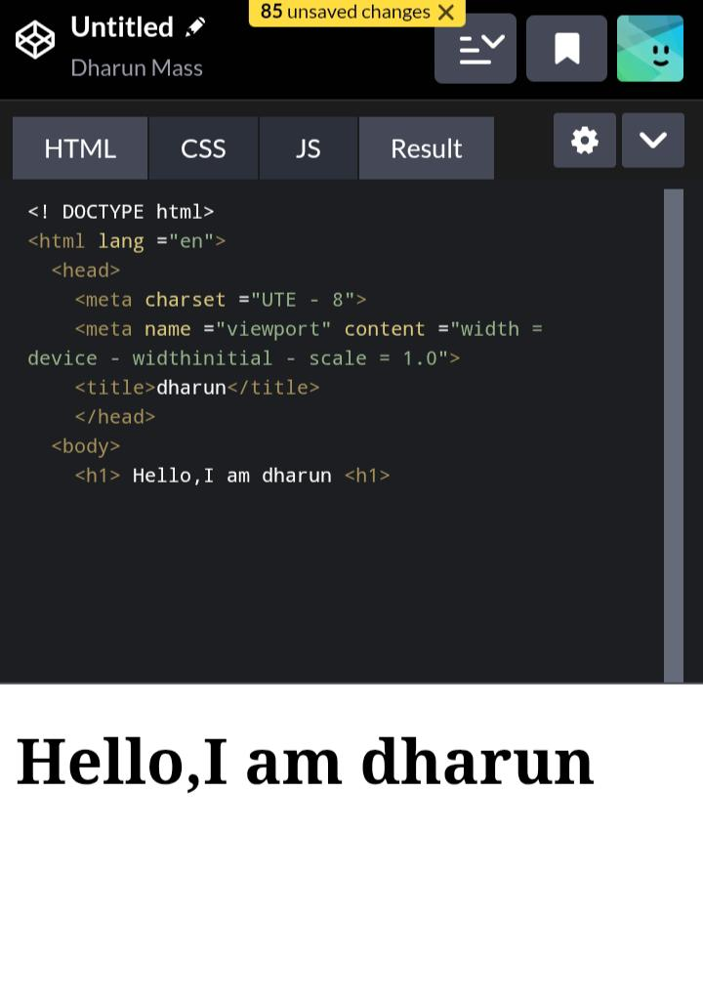 85 unsaved changes ×
Untitled
Dharun Mass
HTML CSS JS Result
<! DOCTYPE html>
<html lang ="en">
<head>
<meta charset ="UTE - 8">
<meta name ="viewport" content ="width =
device - widthinitial - scale = 1.0">
<title>dharun</title>
</head>
<body>
<h1> Hello,I am dharun <h1>
Hello,I am dharun